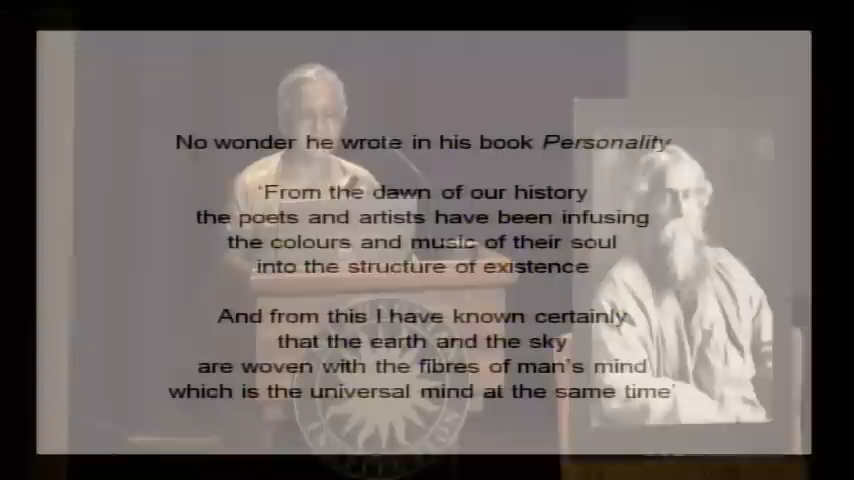 No wonder he wrote in his book Personality
‘From the dawn of our history
the poets and artists have been infusing
the colours and music of their soul
into the structure of existence
And from this I have known certainly
that the earth and the sky
are woven with the fibres of man's mind
which is the universal mind at the same time’